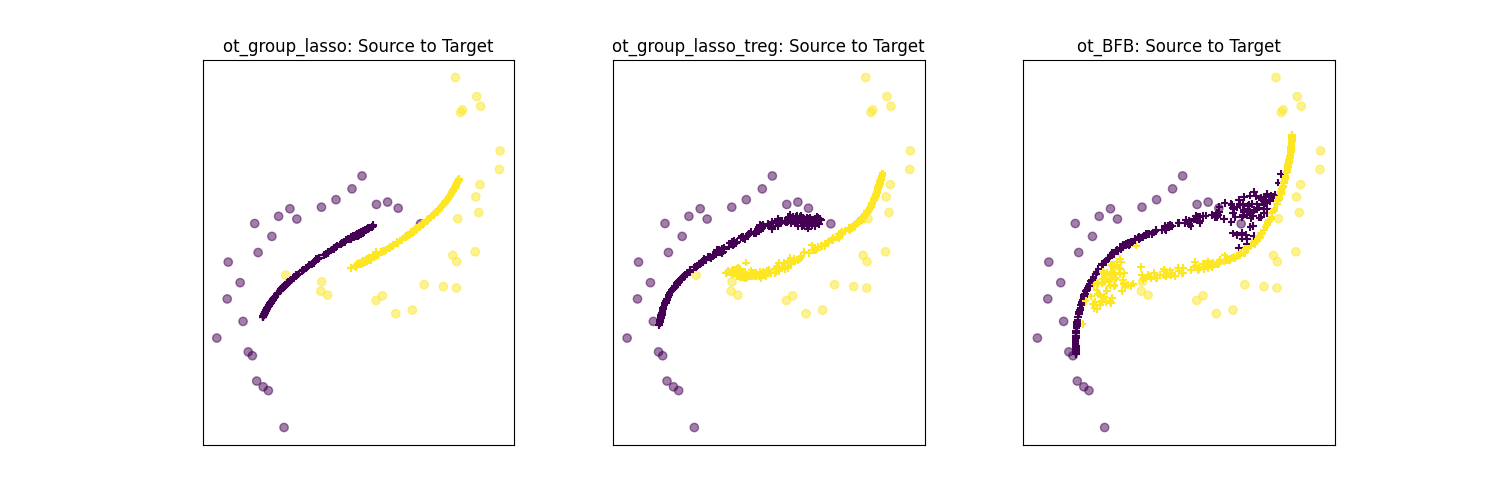 ot_group_lasso: Source to Target
ot_group_lasso_treg: Source to Target
ot_BFB: Source to Target